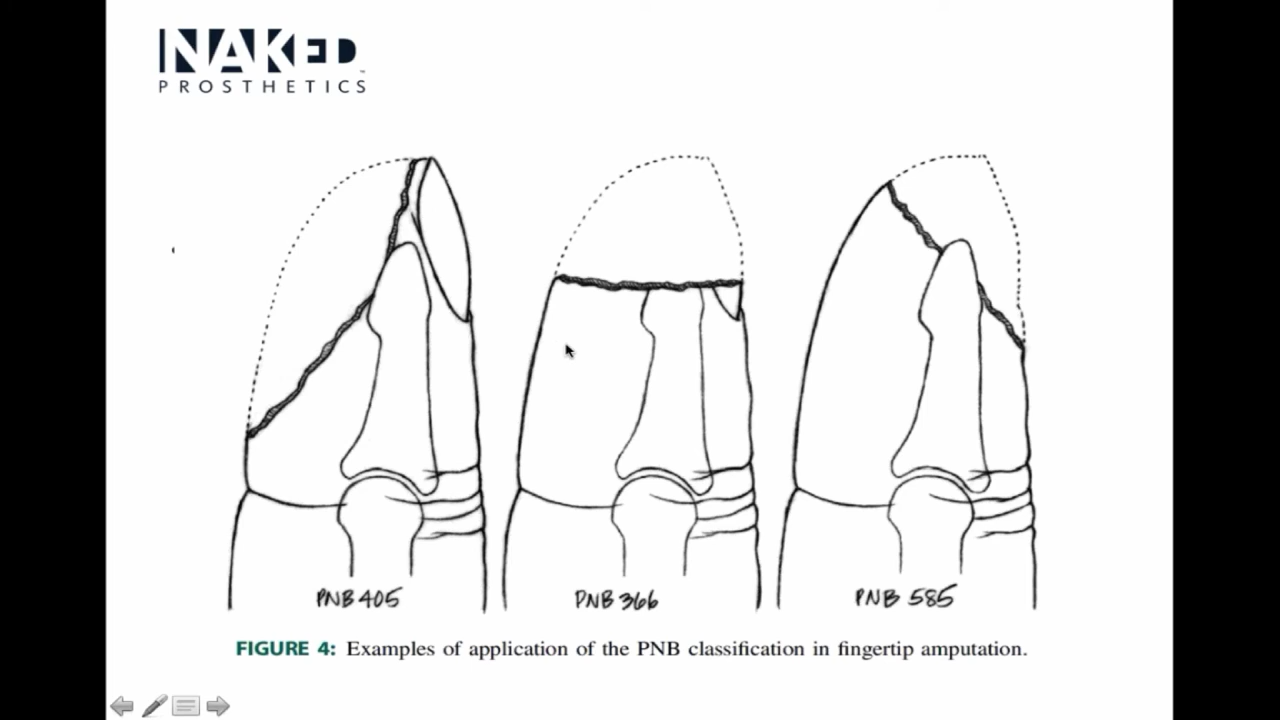 NAKED
PROSTHETICS
PNB 405
PNB 366
PNB 585
FIGURE 4: Examples of application of the PNB classification in fingertip amputation.